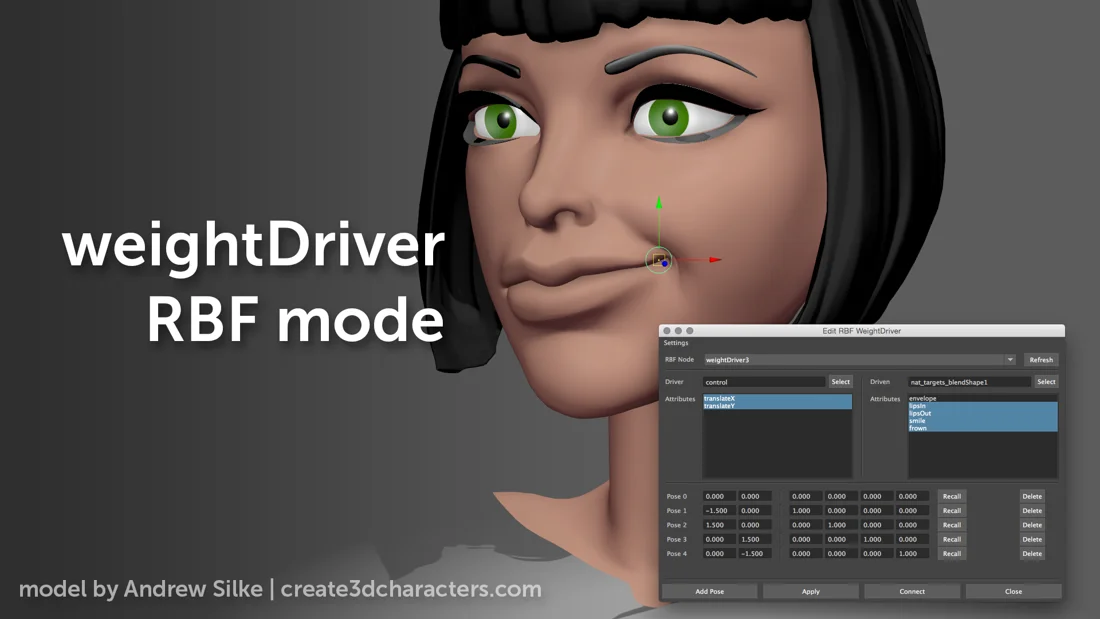 weightDriver
RBF mode
model by Andrew Silke | create3dcharacters.com
Edit RBF WeightDriver
Settings
RBF Node weightDriver3 Refresh
Driver control Select Driven nat_targets_blendShape1 Select
Attributes translateX Attributes envelope
translateY lipsIn
lipsOut
smile
frown
Pose 0 0.000 0.000 0.000 0.000 0.000 0.000 Recall Delete
Pose 1 −1.500 0.000 1.000 0.000 0.000 0.000 Recall Delete
Pose 2 1.500 0.000 0.000 1.000 0.000 0.000 Recall Delete
Pose 3 0.000 1.500 0.000 0.000 1.000 0.000 Recall Delete
Pose 4 0.000 −1.500 0.000 0.000 0.000 1.000 Recall Delete
Add Pose Apply Connect Close